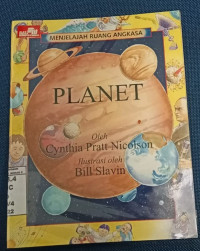 MENJELAJAH RUANG ANGKASA
PLANET
Oleh
Cynthia Pratt Nicolson
Ilustrasi oleh
Bill Slavin